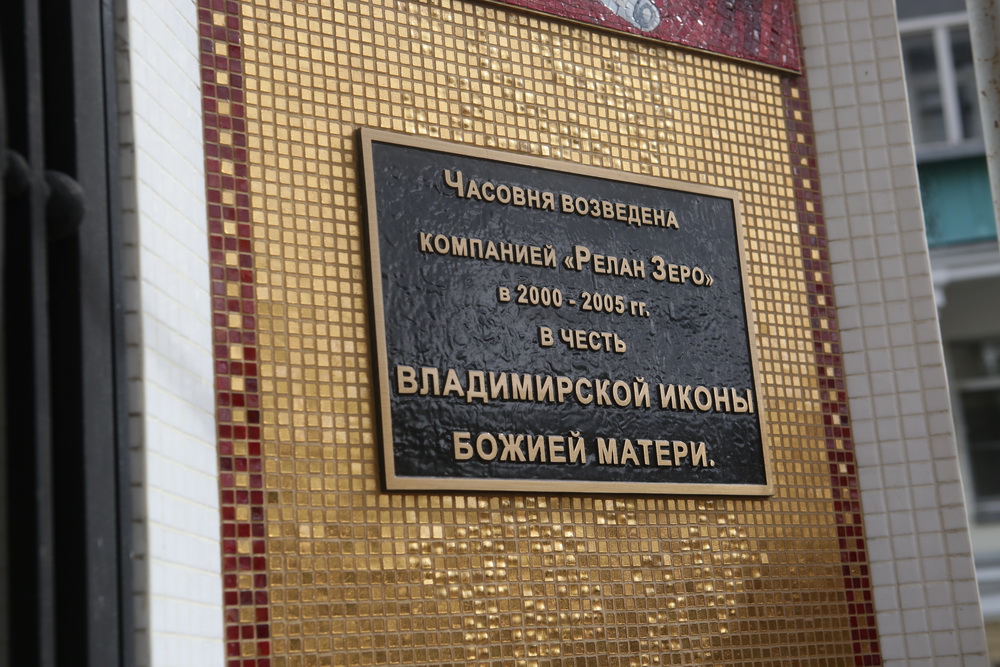 Часовня возведена
компанией «Релан Зеро»
в 2000 - 2005 гг.
в честь
ВЛАДИМИРСКОЙ ИКОНЫ
БОЖИЕЙ МАТЕРИ.